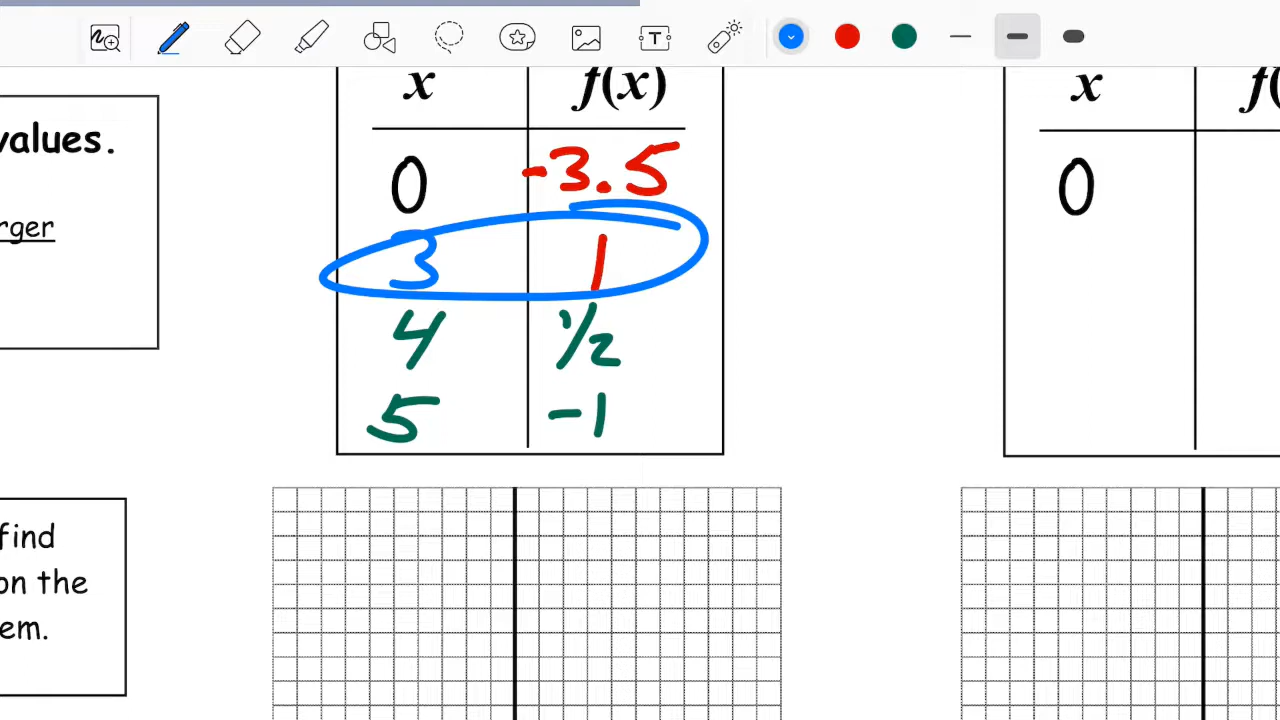 x f(x)
x
values.
0 -3.5
0
rger
3 1
4 1/2
5 -1
find
on the
em.